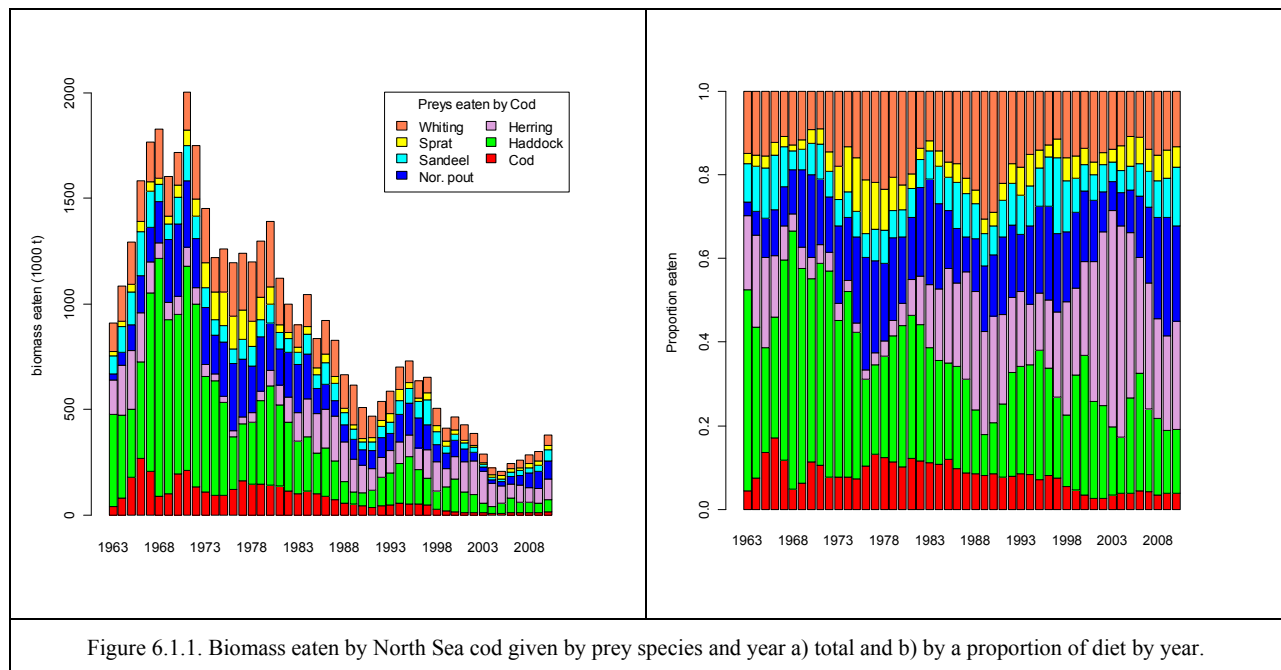 biomass eaten (1000 t)
2000
1500
1000
500
0
Preys eaten by Cod
Whiting
Sprat
Sandeel
Nor. pout
Herring
Haddock
Cod
1963 1968 1973 1978 1983 1988 1993 1998 2003 2008
Proportion eaten
1.0
0.8
0.6
0.4
0.2
0.0
1963 1968 1973 1978 1983 1988 1993 1998 2003 2008
Figure 6.1.1. Biomass eaten by North Sea cod given by prey species and year a) total and b) by a proportion of diet by year.